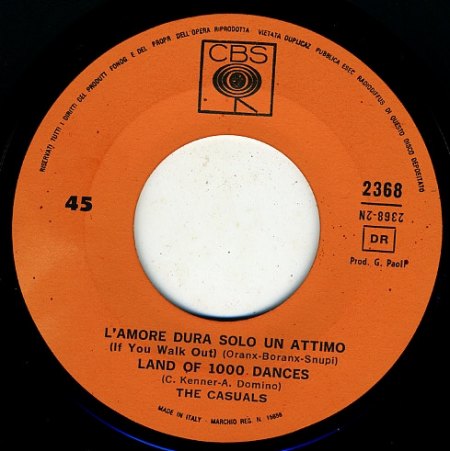 RISERVATI TUTTI I DIRITTI DEL PRODUTT. FONOG. E DEL PROPR. DELL'OPERA RIPRODOTTA VIETATA DUPLICAZ. PUBBLICA ESEC. RADIODIFFUS. DI QUESTO DISCO DEPOSITATO
CBS
45
2368
2368-2N
DR
Prod. G. Paoli
L'AMORE DURA SOLO UN ATTIMO
(If You Walk Out) (Oranx-Boranx-Snupi)
LAND OF 1000 DANCES
(C. Kenner-A. Domino)
THE CASUALS
MADE IN ITALY - MARCHIO REG. N. 15856